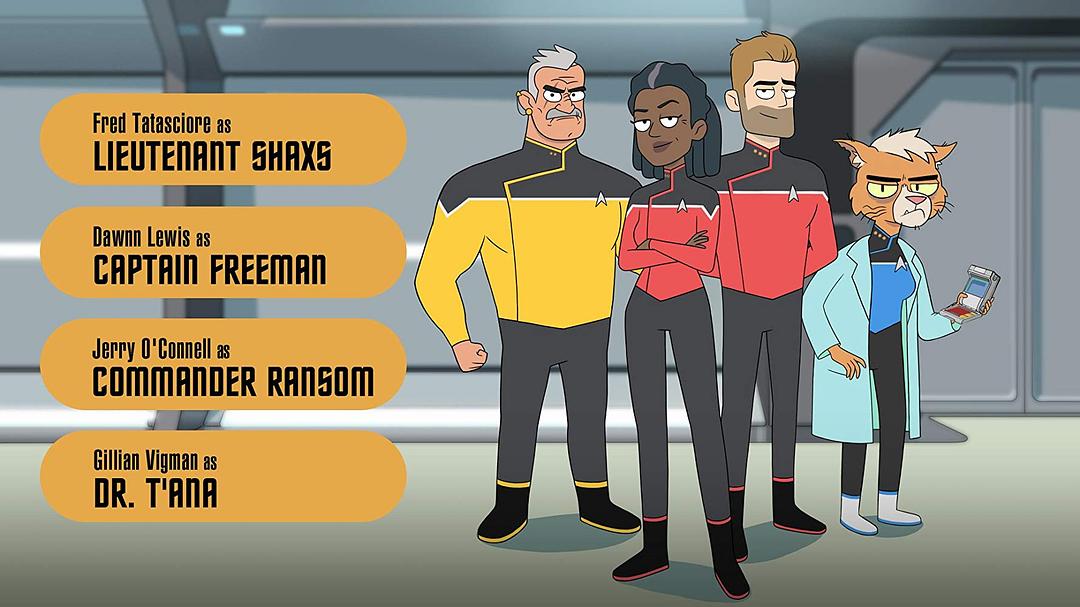 Fred Tatasciore as
LIEUTENANT SHAXS
Dawnn Lewis as
CAPTAIN FREEMAN
Jerry O'Connell as
COMMANDER RANSOM
Gillian Vigman as
DR. T'ANA